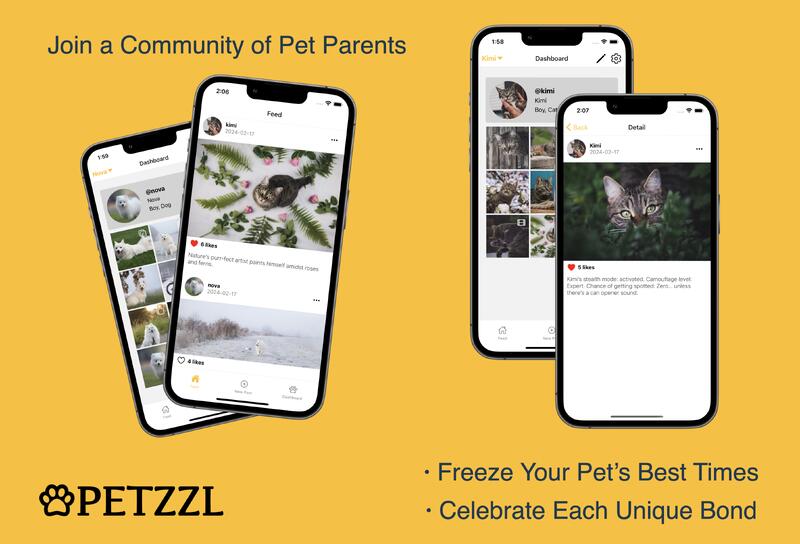 Join a Community of Pet Parents
1:59
Dashboard
Nova
@nova
Nova
Boy, Dog
Feed
2:06
Feed
kimi
2024-02-17
6 likes
Nature's purr-fect artist paints himself amidst roses
and ferns.
nova
2024-02-17
4 likes
Feed
New Post
Dashboard
1:58
Kimi
Dashboard
@kimi
Kimi
Boy, Cat
Feed
2:07
Back
Detail
Kimi
2024-02-17
5 likes
Kimi's stealth mode: activated. Camouflage level:
Expert. Chance of getting spotted: Zero... unless
there's a can opener sound.
PETZZL
· Freeze Your Pet's Best Times
· Celebrate Each Unique Bond